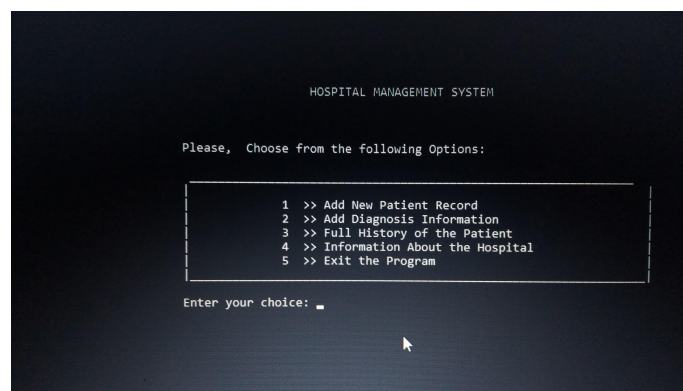 HOSPITAL MANAGEMENT SYSTEM
Please, Choose from the following Options:
1 >> Add New Patient Record
2 >> Add Diagnosis Information
3 >> Full History of the Patient
4 >> Information About the Hospital
5 >> Exit the Program
Enter your choice: